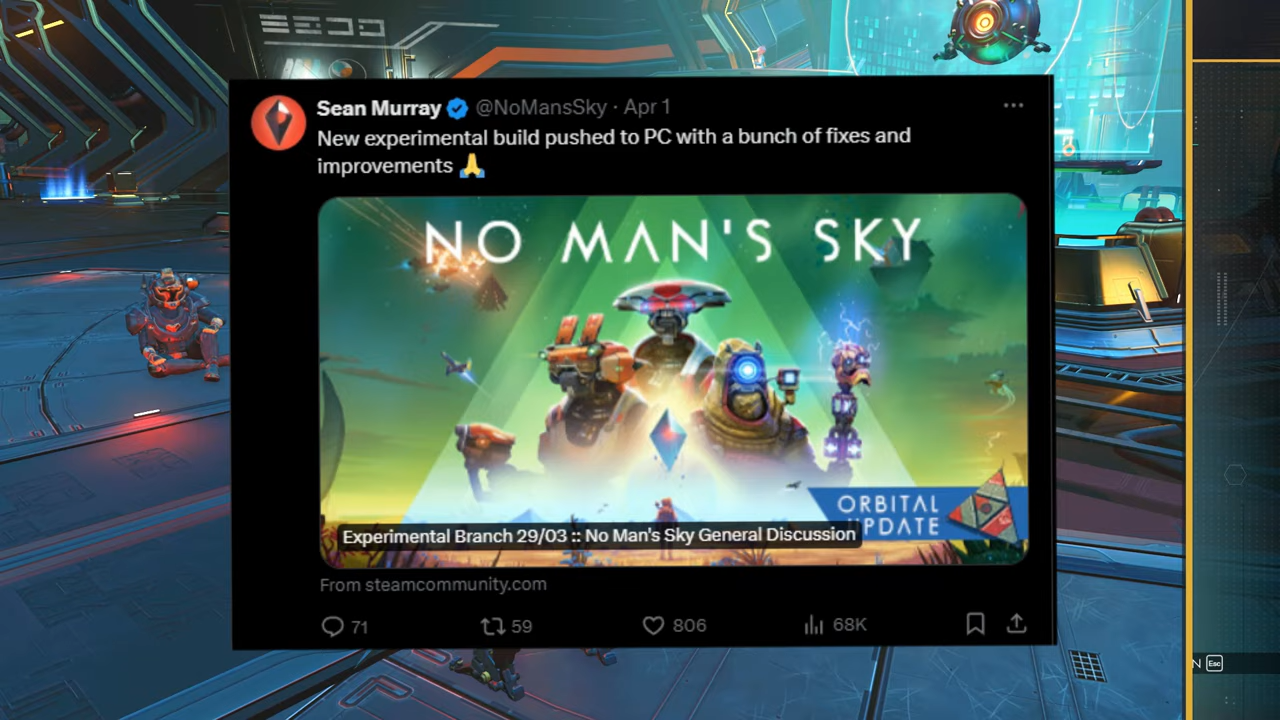 Sean Murray @NoMansSky · Apr 1
New experimental build pushed to PC with a bunch of fixes and
improvements 🙏
NO MAN'S SKY
ORBITAL
UPDATE
Experimental Branch 29/03 :: No Man's Sky General Discussion
From steamcommunity.com
71 59 806 68K
N Esc